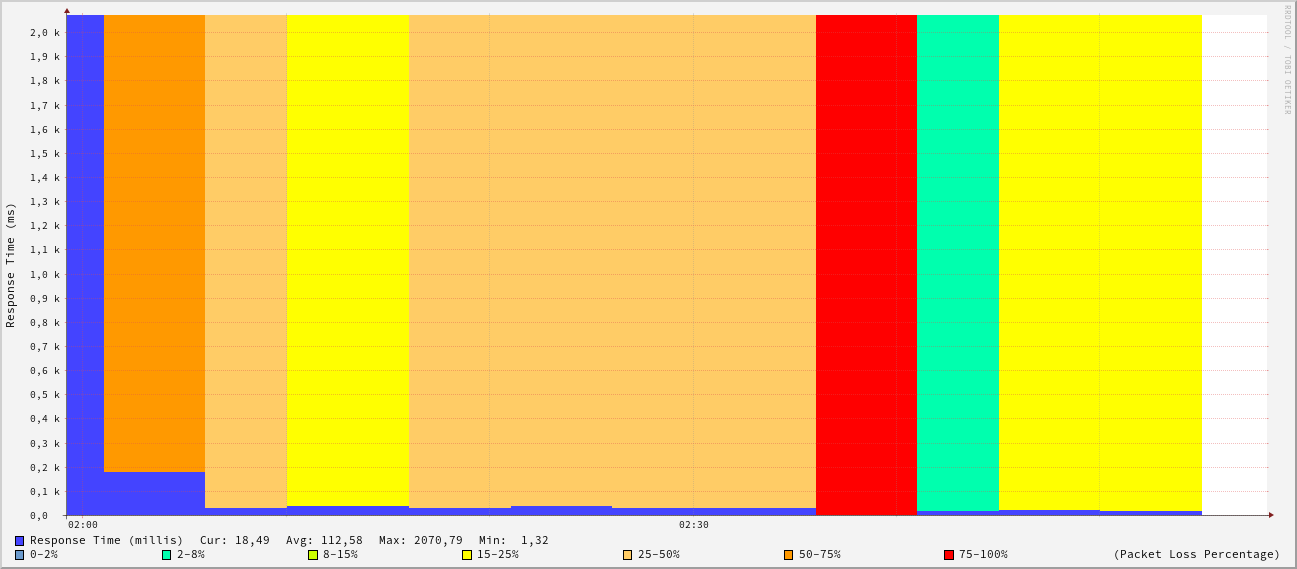 RRDTOOL / TOBI OETIKER
Response Time (ms)
2,0 k
1,9 k
1,8 k
1,7 k
1,6 k
1,5 k
1,4 k
1,3 k
1,2 k
1,1 k
1,0 k
0,9 k
0,8 k
0,7 k
0,6 k
0,5 k
0,4 k
0,3 k
0,2 k
0,1 k
0,0
02:00 02:30
Response Time (millis) Cur: 18,49 Avg: 112,58 Max: 2070,79 Min: 1,32
0-2% 2-8% 8-15% 15-25% 25-50% 50-75% 75-100% (Packet Loss Percentage)